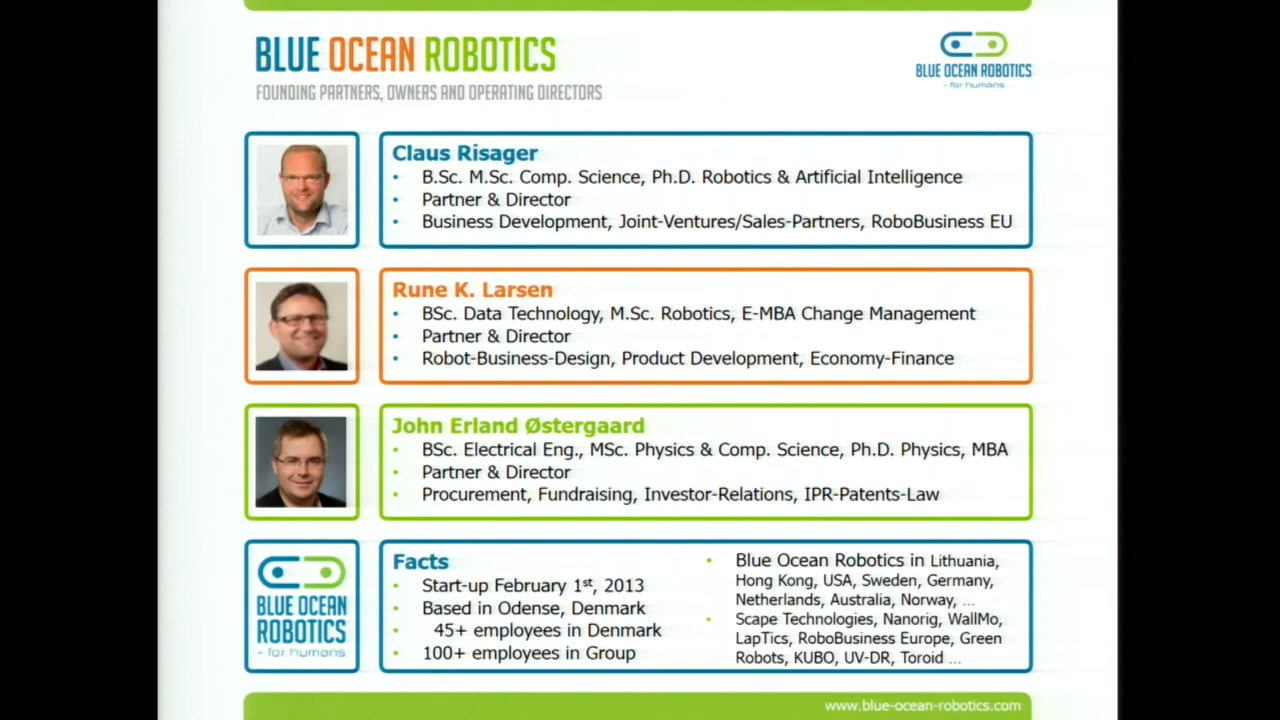 BLUE OCEAN ROBOTICS
FOUNDING PARTNERS, OWNERS AND OPERATING DIRECTORS
BLUE OCEAN ROBOTICS
- for humans
Claus Risager
• B.Sc. M.Sc. Comp. Science, Ph.D. Robotics & Artificial Intelligence
• Partner & Director
• Business Development, Joint-Ventures/Sales-Partners, RoboBusiness EU
Rune K. Larsen
• BSc. Data Technology, M.Sc. Robotics, E-MBA Change Management
• Partner & Director
• Robot-Business-Design, Product Development, Economy-Finance
John Erland Østergaard
• BSc. Electrical Eng., MSc. Physics & Comp. Science, Ph.D. Physics, MBA
• Partner & Director
• Procurement, Fundraising, Investor-Relations, IPR-Patents-Law
BLUE OCEAN
ROBOTICS
- for humans
Facts
• Start-up February 1st, 2013
• Based in Odense, Denmark
• 45+ employees in Denmark
• 100+ employees in Group
• Blue Ocean Robotics in Lithuania,
Hong Kong, USA, Sweden, Germany,
Netherlands, Australia, Norway, ...
• Scape Technologies, Nanorig, WallMo,
LapTics, RoboBusiness Europe, Green
Robots, KUBO, UV-DR, Toroid ...
www.blue-ocean-robotics.com